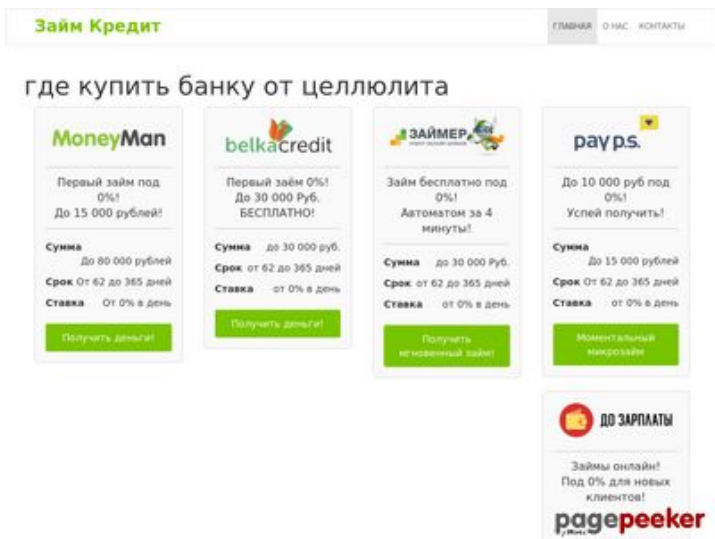 Займ Кредит
ГЛАВНАЯ О НАС КОНТАКТЫ
где купить банку от целлюлита
MoneyMan
Первый займ под
0%!
До 15 000 рублей!
Сумма
До 80 000 рублей
Срок От 62 до 365 дней
Ставка От 0% в день
Получить деньги!
belkacredit
Первый заём 0%!
До 30 000 Руб.
БЕСПЛАТНО!
Сумма до 30 000 руб.
Срок от 62 до 365 дней
Ставка от 0% в день
Получить деньги!
ЗАЙМЕР
Займ бесплатно под
0%!
Автоматом за 4
минуты!
Сумма до 30 000 Руб.
Срок от 62 до 365 дней
Ставка от 0% в день
Получить
мгновенный займ!
pay p.s.
До 10 000 руб под
0%!
Успей получить!
Сумма
До 15 000 рублей
Срок От 62 до 365 дней
Ставка от 0% в день
Моментальный
микрозайм
ДО ЗАРПЛАТЫ
Займы онлайн!
Под 0% для новых
клиентов!
pagepeeker